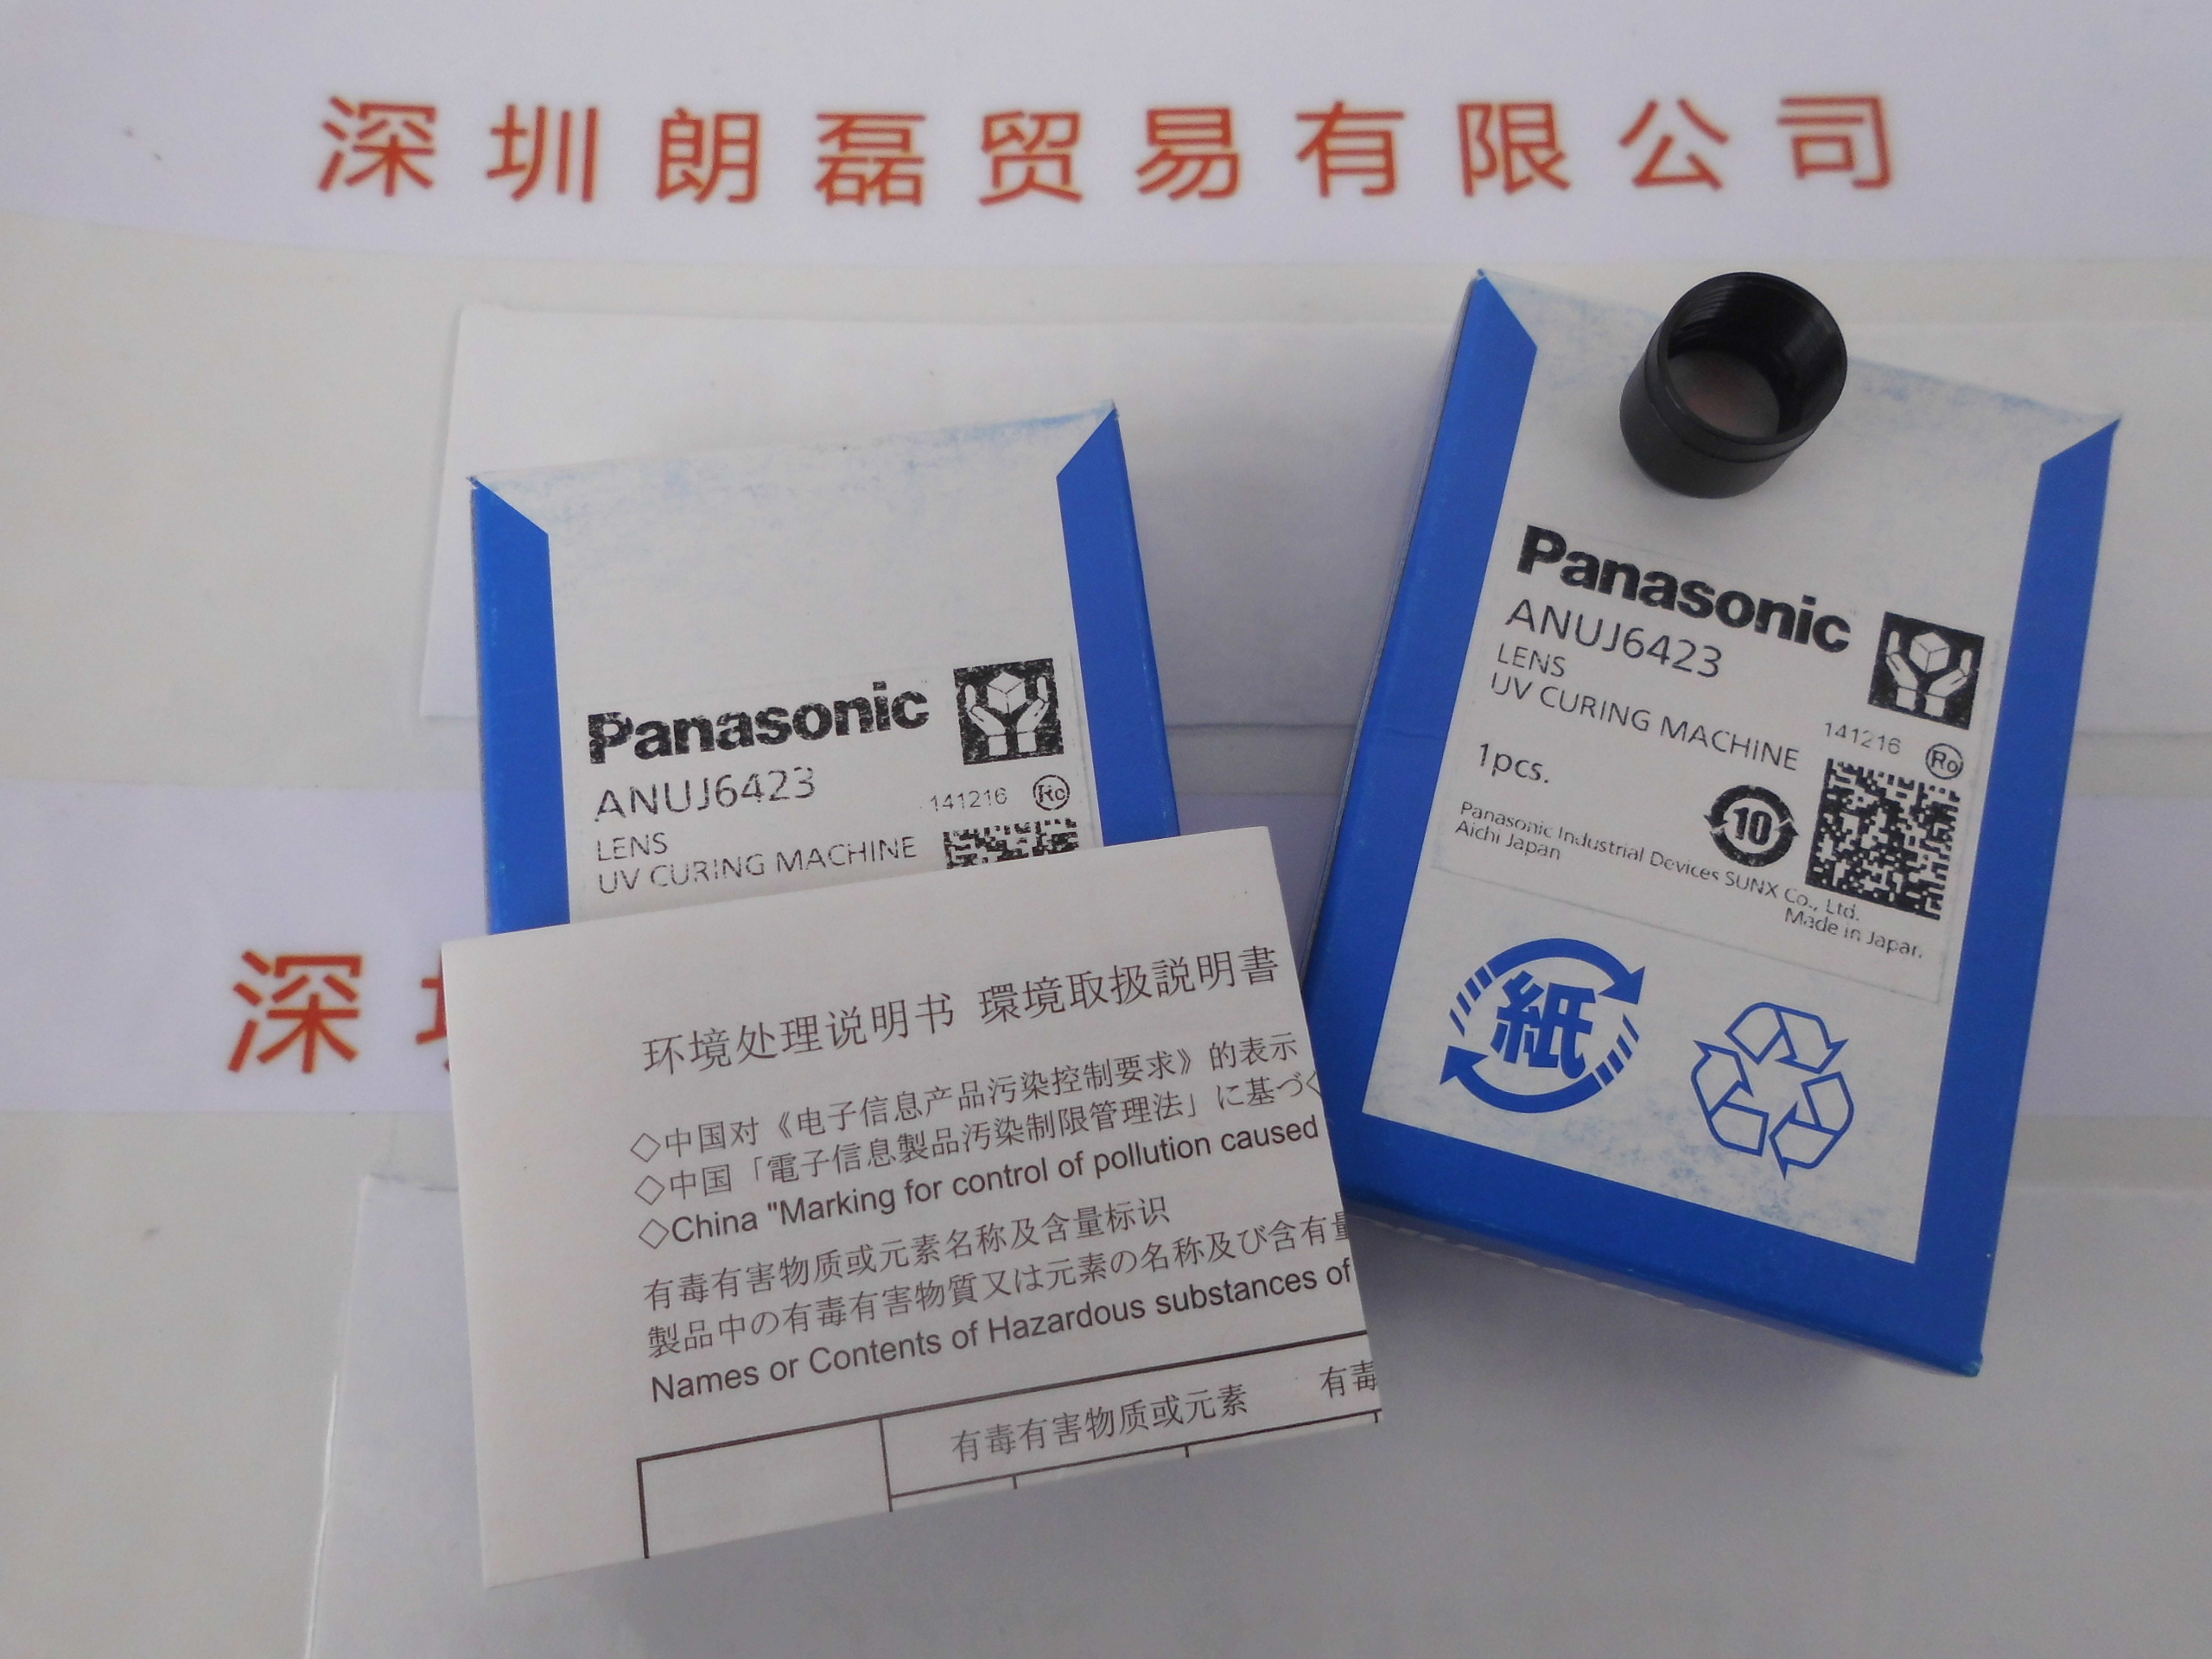 深圳朗磊贸易有限公司
Panasonic
ANUJ6423
LENS
UV CURING MACHINE
141216
Ro
Panasonic
ANUJ6423
LENS
UV CURING MACHINE
141216
Ro
1pcs.
10
Panasonic Industrial Devices SUNX Co., Ltd.
Aichi Japan
Made in Japan.
紙
深
环境处理说明书 環境取扱説明書
◇中国对《电子信息产品污染控制要求》的表示
◇中国「電子信息製品汚染制限管理法」に基づく
◇China "Marking for control of pollution caused
有毒有害物质或元素名称及含量标识
製品中の有毒有害物質又は元素の名称及び含有量
Names or Contents of Hazardous substances of
有毒有害物质或元素 有毒